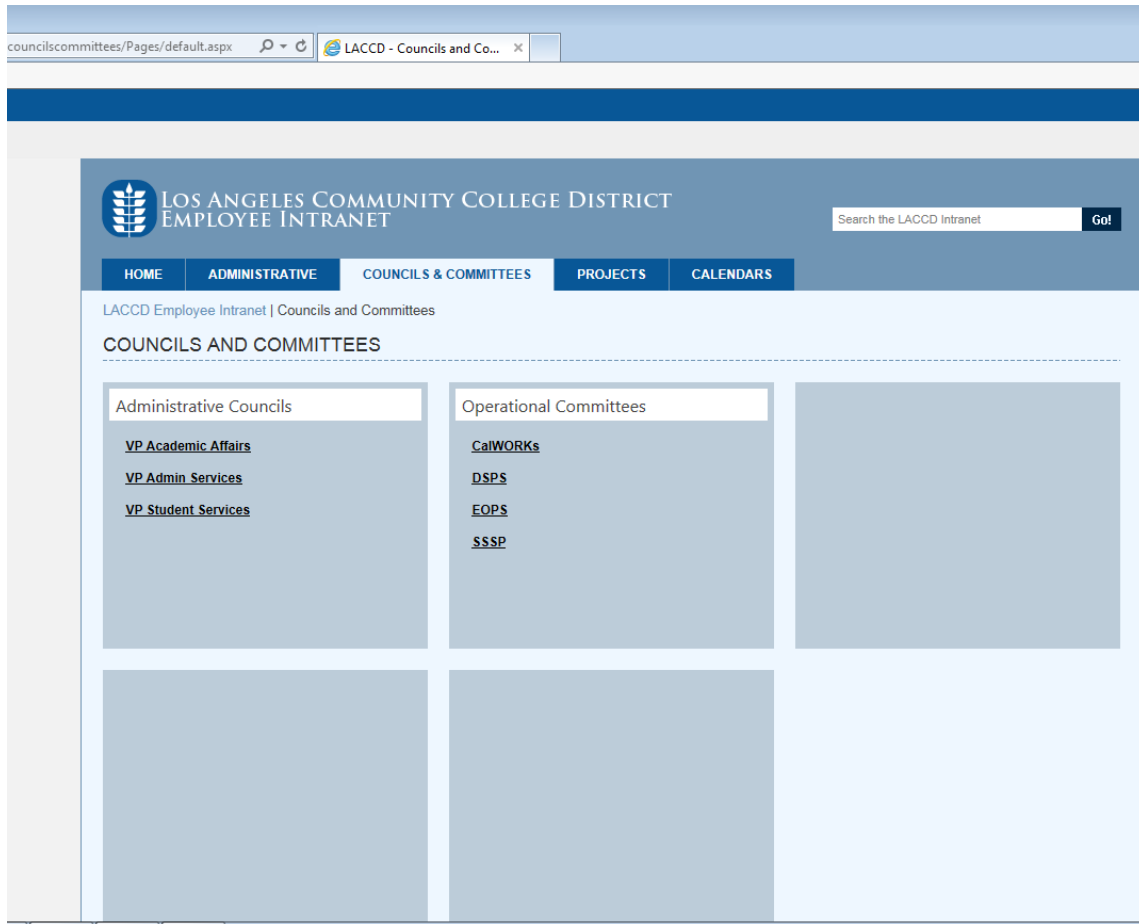 councilscommittees/Pages/default.aspx
LACCD - Councils and Co...
LOS ANGELES COMMUNITY COLLEGE DISTRICT
EMPLOYEE INTRANET
Search the LACCD Intranet
Go!
HOME ADMINISTRATIVE COUNCILS & COMMITTEES PROJECTS CALENDARS
LACCD Employee Intranet | Councils and Committees
COUNCILS AND COMMITTEES
Administrative Councils
VP Academic Affairs
VP Admin Services
VP Student Services
Operational Committees
CalWORKs
DSPS
EOPS
SSSP